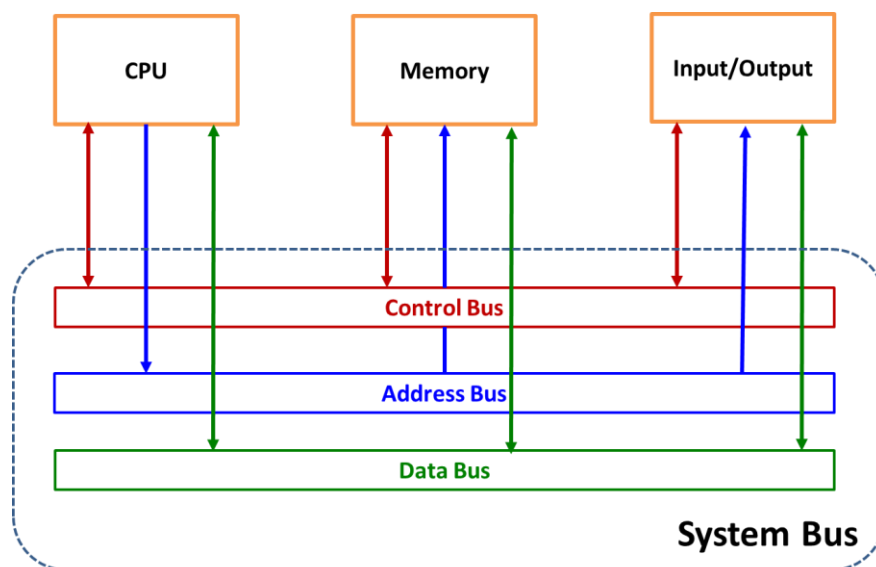 CPU
Memory
Input/Output
Control Bus
Address Bus
Data Bus
System Bus